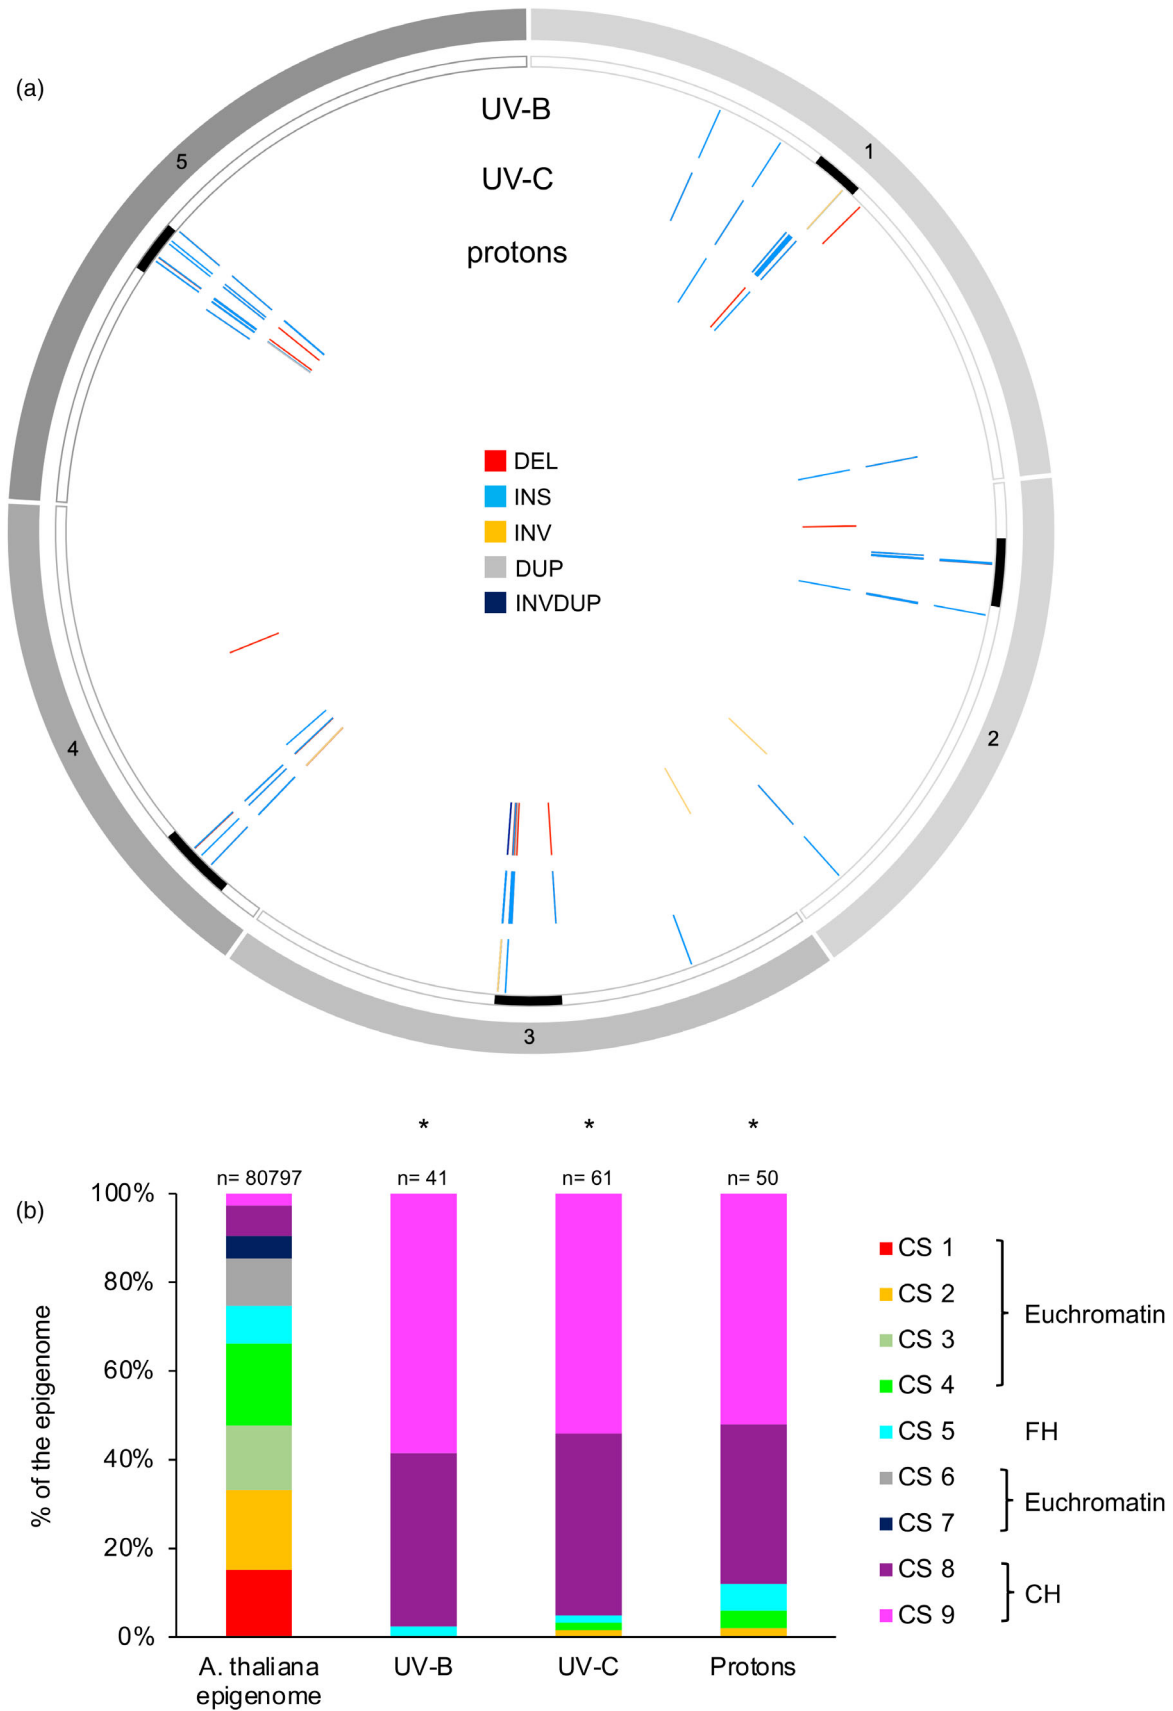 (a)
UV-B
UV-C
protons
1
2
3
4
5
DEL
INS
INV
DUP
INVDUP
(b)
* * *
n= 80797 n= 41 n= 61 n= 50
% of the epigenome
100%
80%
60%
40%
20%
0%
A. thaliana epigenome
UV-B
UV-C
Protons
CS 1
CS 2
CS 3
CS 4
Euchromatin
CS 5 FH
CS 6
CS 7
Euchromatin
CS 8
CS 9
CH